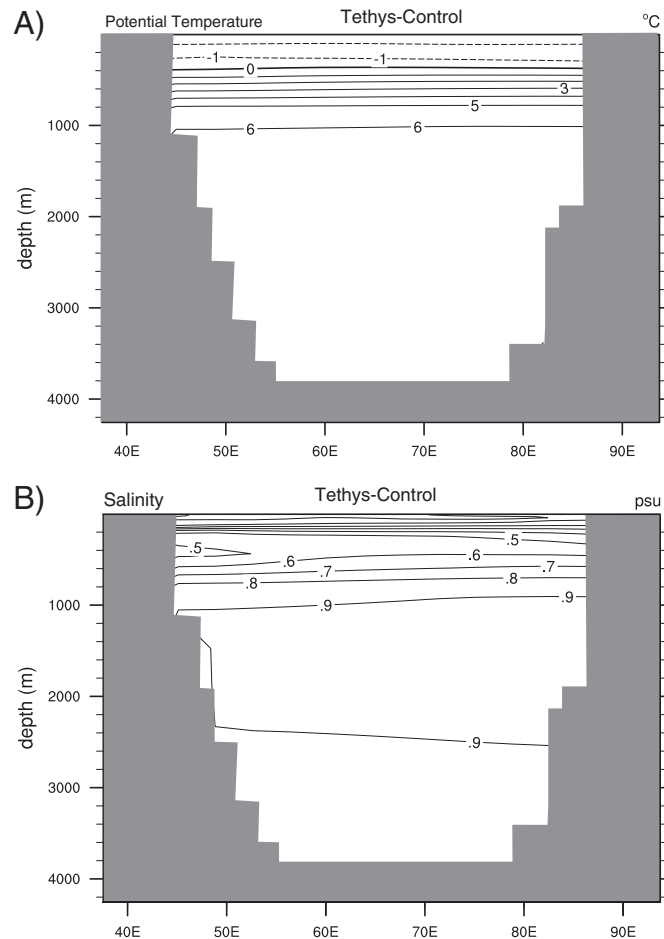 A)
Potential Temperature
Tethys-Control
°C
-1
-1
0
3
5
6
6
1000
2000
3000
4000
depth (m)
40E 50E 60E 70E 80E 90E
B)
Salinity
Tethys-Control
psu
.5
.5
.6
.6
.7
.7
.8
.8
.9
.9
.9
1000
2000
3000
4000
depth (m)
40E 50E 60E 70E 80E 90E